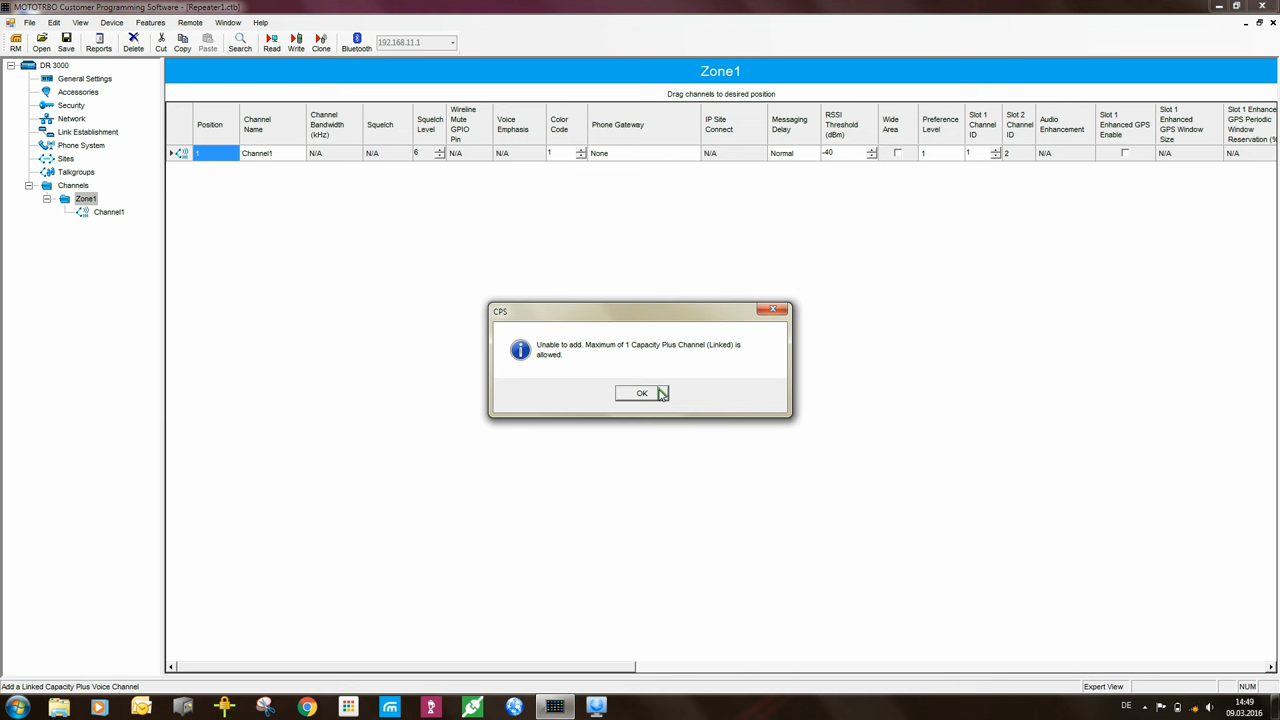 MOTOTRBO Customer Programming Software - [Repeater1.ctb]
File Edit View Device Features Remote Window Help
RM Open Save Reports Delete Cut Copy Paste Search Read Write Clone Bluetooth 192.168.11.1
DR 3000
General Settings
Accessories
Security
Network
Link Establishment
Phone System
Sites
Talkgroups
Channels
Zone1
Channel1
Zone1
Drag channels to desired position
Position
Channel
Name
Channel
Bandwidth
(kHz)
Squelch
Squelch
Level
Wireline
Mute
GPIO
Pin
Voice
Emphasis
Color
Code
Phone Gateway
IP Site
Connect
Messaging
Delay
RSSI
Threshold
(dBm)
Wide
Area
Preference
Level
Slot 1
Channel
ID
Slot 2
Channel
ID
Audio
Enhancement
Slot 1
Enhanced GPS
Enable
Slot 1
Enhanced
GPS Window
Size
Slot 1 Enhance
GPS Periodic
Window
Reservation (%
1 Channel1 N/A N/A 6 N/A N/A 1 None N/A Normal -40 1 1 2 N/A N/A N/A
CPS
Unable to add. Maximum of 1 Capacity Plus Channel (Linked) is
allowed.
OK
Add a Linked Capacity Plus Voice Channel
Expert View
NUM
DE
14:49
09.03.2016